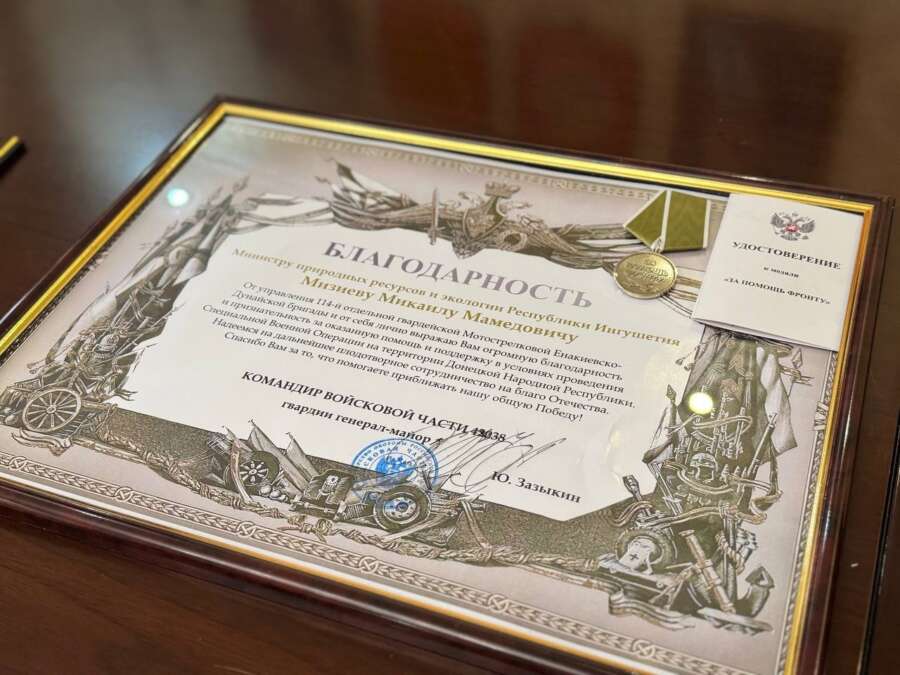 БЛАГОДАРНОСТЬ
Министру природных ресурсов и экологии Республики Ингушетия
Мизиеву Микаилу Мамедовичу
От управления 114-й отдельной гвардейской Мотострелковой Енакиевско-
Дунайской бригады и от себя лично выражаю Вам огромную благодарность
и признательность за оказанную помощь и поддержку в условиях проведения
Специальной Военной Операции на территории Донецкой Народной Республики.
Надеемся на дальнейшее плодотворное сотрудничество на благо Отечества.
Спасибо Вам за то, что помогаете приближать нашу общую Победу!
КОМАНДИР ВОЙСКОВОЙ ЧАСТИ
гвардии генерал-майор
Ю. Зазыкин
ЗА
ПОМОЩЬ
ФРОНТУ
УДОСТОВЕРЕНИЕ
к медали
«ЗА ПОМОЩЬ ФРОНТУ»